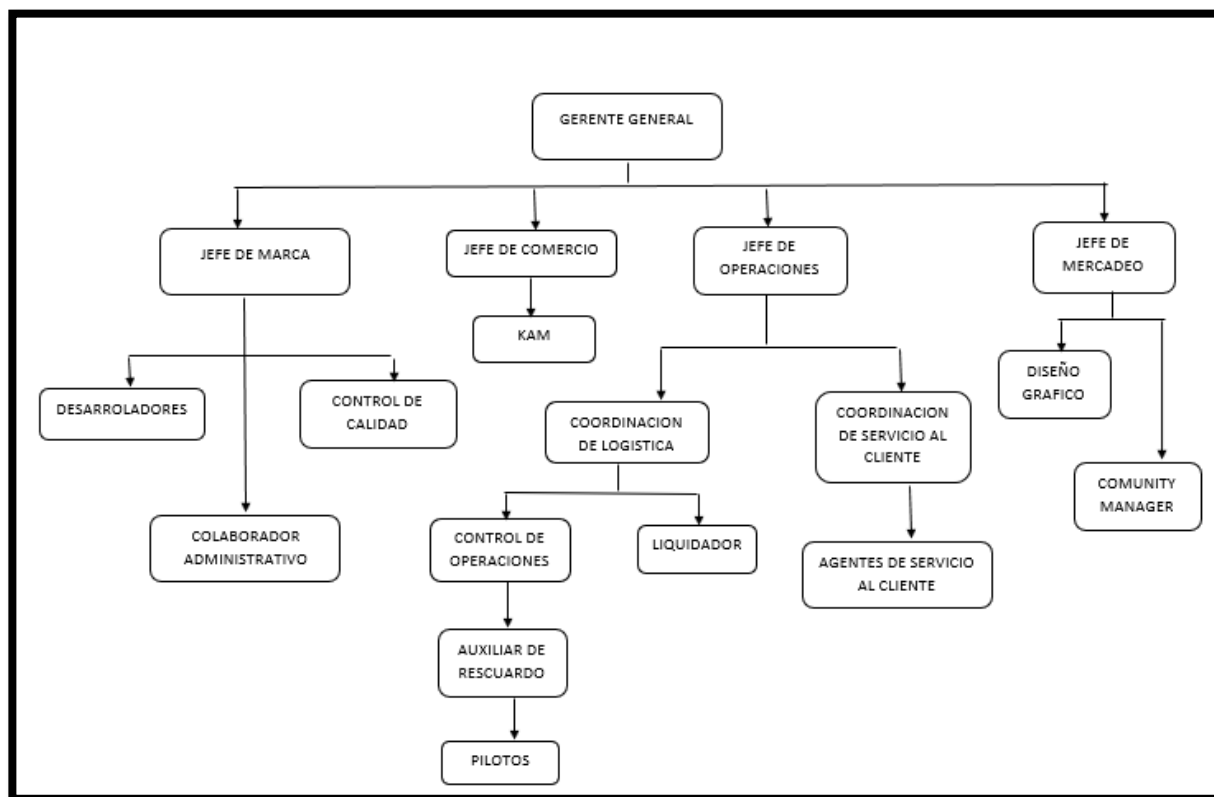 GERENTE GENERAL
JEFE DE MARCA
JEFE DE COMERCIO
JEFE DE
OPERACIONES
JEFE DE
MERCADEO
KAM
DESARROLADORES
CONTROL DE
CALIDAD
COORDINACION
DE LOGISTICA
COORDINACION
DE SERVICIO AL
CLIENTE
DISEÑO
GRAFICO
COMUNITY
MANAGER
COLABORADOR
ADMINISTRATIVO
CONTROL DE
OPERACIONES
LIQUIDADOR
AGENTES DE SERVICIO
AL CLIENTE
AUXILIAR DE
RESCUARDO
PILOTOS